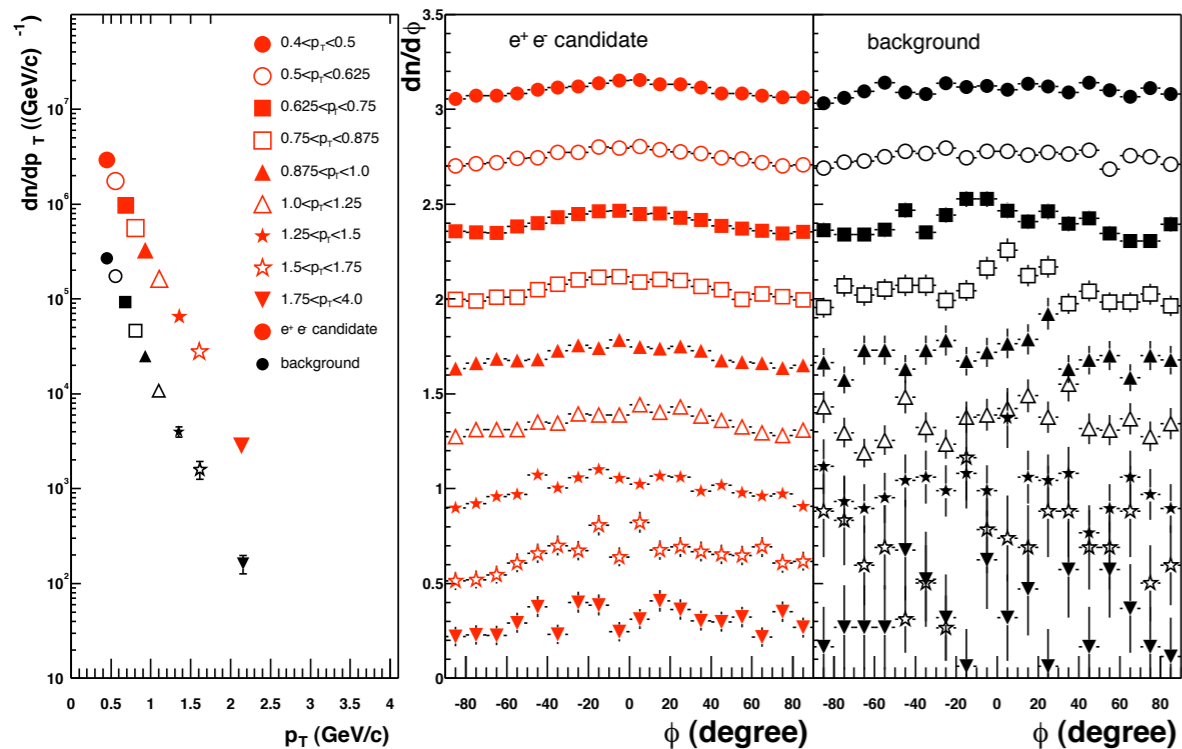 dn/dp T ((GeV/c) -1)
10^7
10^6
10^5
10^4
10^3
10^2
10
0 0.5 1 1.5 2 2.5 3 3.5 4
p T (GeV/c)
0.4<pT<0.5
0.5<pT<0.625
0.625<pT<0.75
0.75<pT<0.875
0.875<pT<1.0
1.0<pT<1.25
1.25<pT<1.5
1.5<pT<1.75
1.75<pT<4.0
e+ e- candidate
background
dn/dϕ
3.5
3
2.5
2
1.5
1
0.5
0
e+ e- candidate
-80 -60 -40 -20 0 20 40 60 80
ϕ (degree)
background
-80 -60 -40 -20 0 20 40 60 80
ϕ (degree)